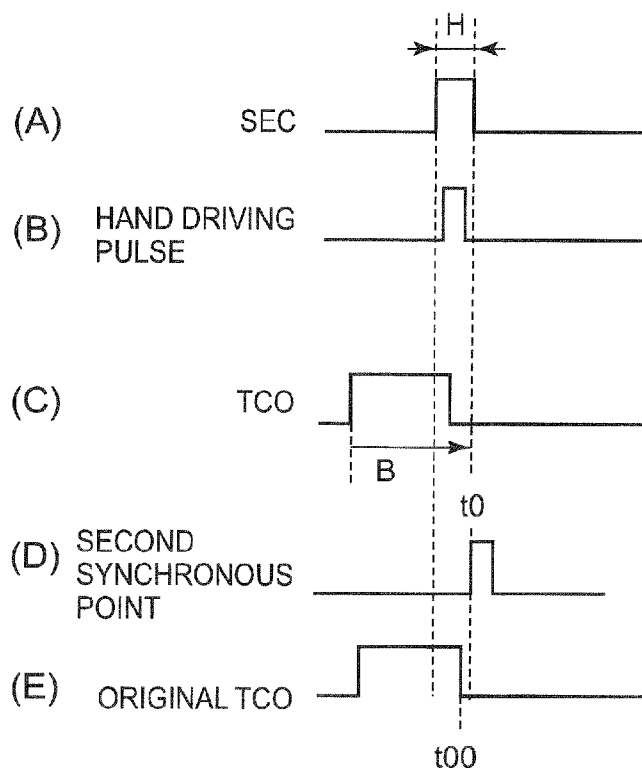 H
(A) SEC
(B) HAND DRIVING
PULSE
(C) TCO
B
t0
(D) SECOND
SYNCHRONOUS
POINT
(E) ORIGINAL TCO
t00